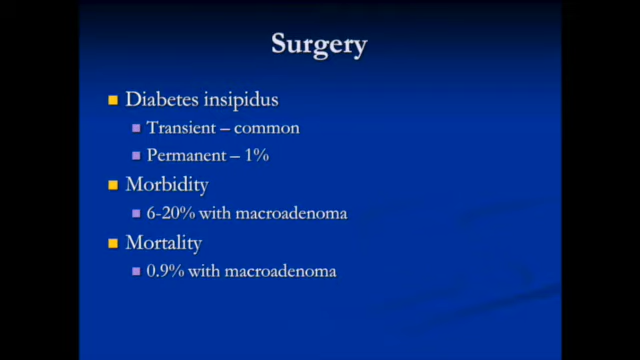 Surgery
Diabetes insipidus
Transient – common
Permanent – 1%
Morbidity
6-20% with macroadenoma
Mortality
0.9% with macroadenoma